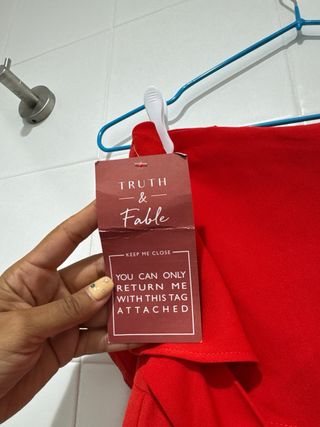 TRUTH
&
Fable
KEEP ME CLOSE
YOU CAN ONLY
RETURN ME
WITH THIS TAG
ATTACHED